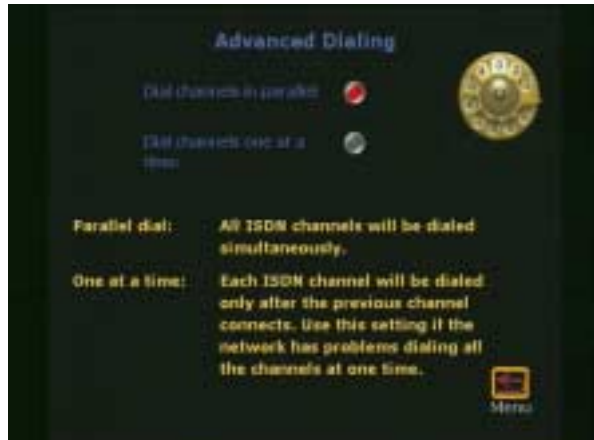 Advanced Dialing
Dial channels in parallel
Dial channels one at a
time
Parallel dial: All ISDN channels will be dialed
simultaneously.
One at a time: Each ISDN channel will be dialed
only after the previous channel
connects. Use this setting if the
network has problems dialing all
the channels at one time.
Menu